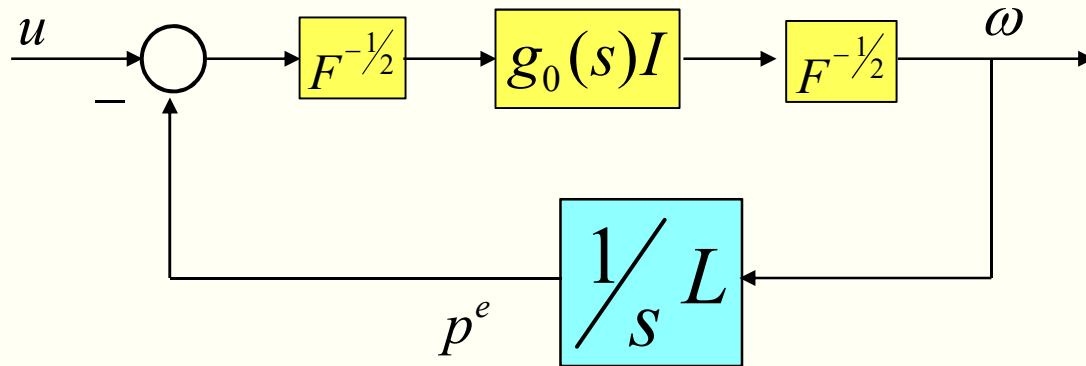 u
−
F^{-1/2}
g_0(s)I
F^{-1/2}
ω
1/s L
p^e